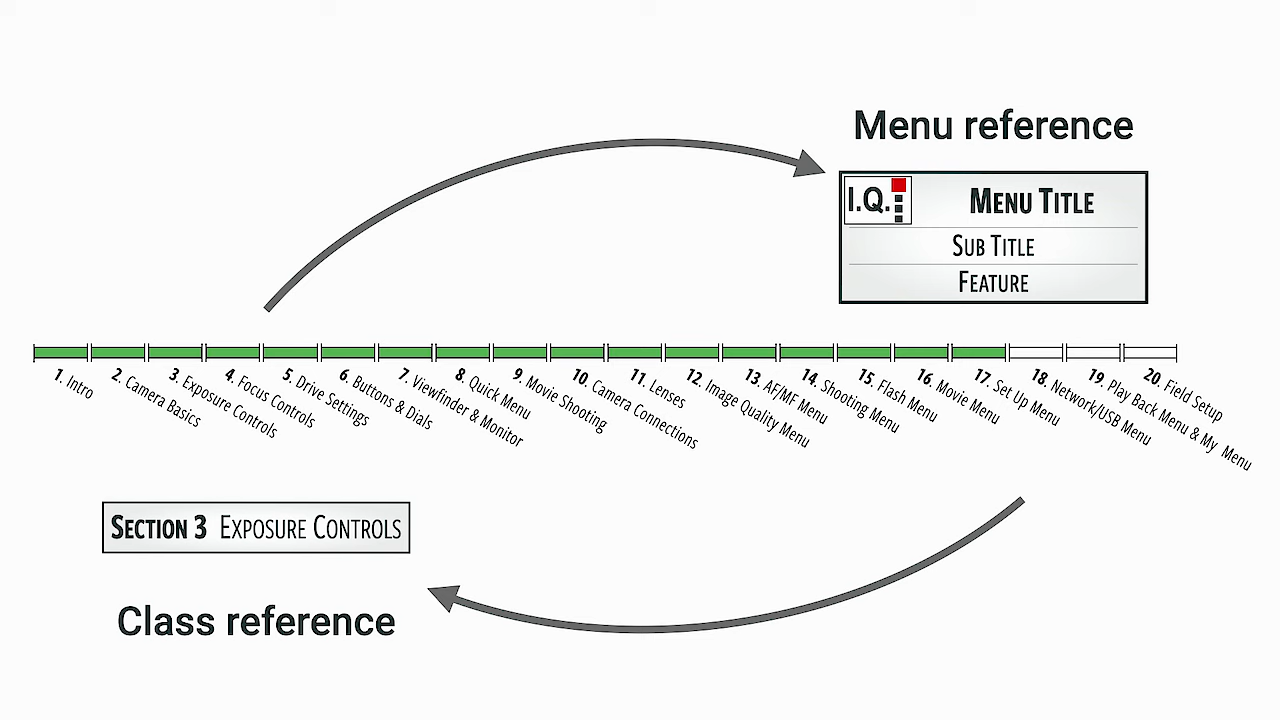 Menu reference
I.Q. MENU TITLE
SUB TITLE
FEATURE
1. Intro
2. Camera Basics
3. Exposure Controls
4. Focus Controls
5. Drive Settings
6. Buttons & Dials
7. Viewfinder & Monitor
8. Quick Menu
9. Movie Shooting
10. Camera Connections
11. Lenses
12. Image Quality Menu
13. AF/MF Menu
14. Shooting Menu
15. Flash Menu
16. Movie Menu
17. Set Up Menu
18. Network/USB Menu
19. Play Back Menu & My Menu
20. Field Setup
SECTION 3 EXPOSURE CONTROLS
Class reference